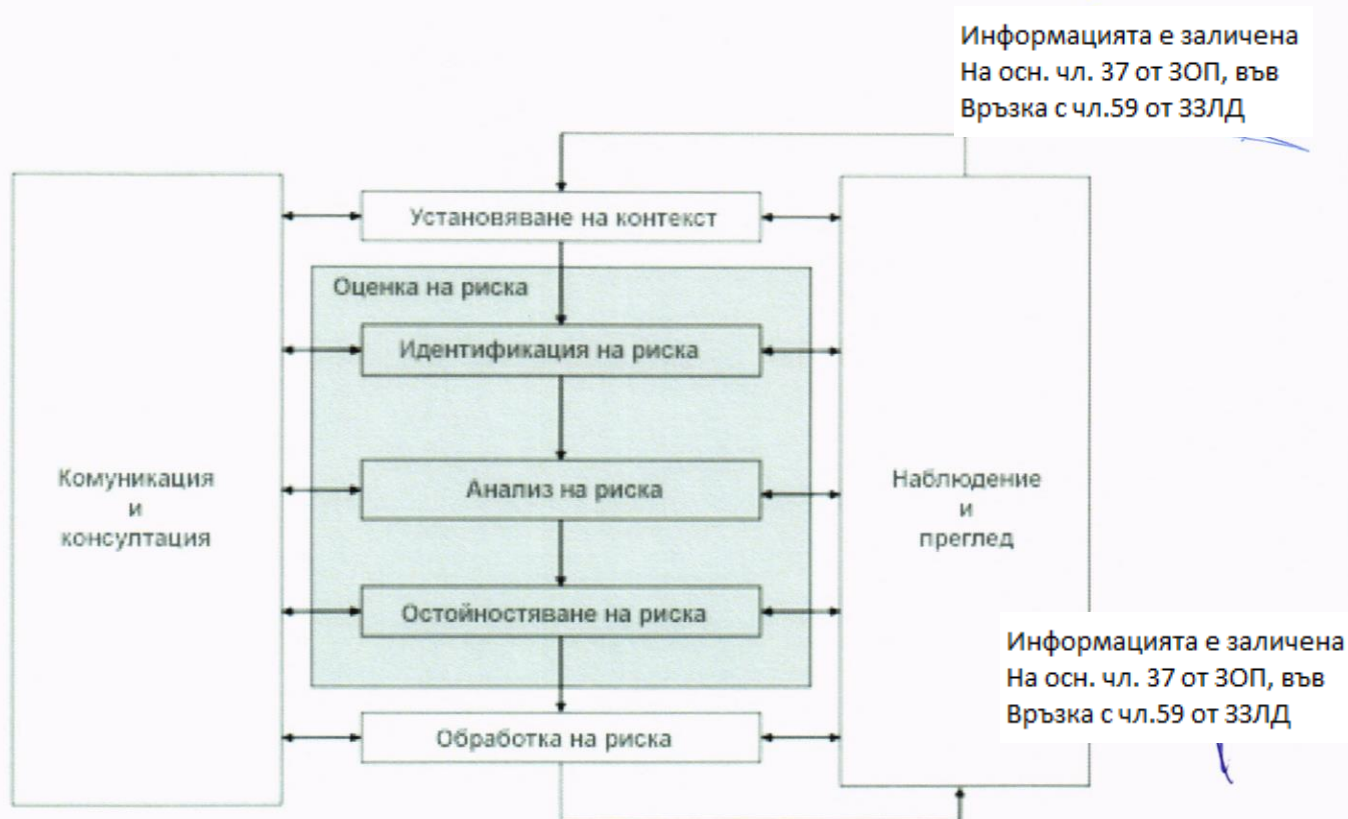 Информацията е заличена
На осн. чл. 37 от ЗОП, във
Връзка с чл.59 от ЗЗЛД
Установяване на контекст
Оценка на риска
Идентификация на риска
Комуникация
и
консултация
Анализ на риска
Наблюдение
и
преглед
Остойностяване на риска
Информацията е заличена
На осн. чл. 37 от ЗОП, във
Връзка с чл.59 от ЗЗЛД
Обработка на риска